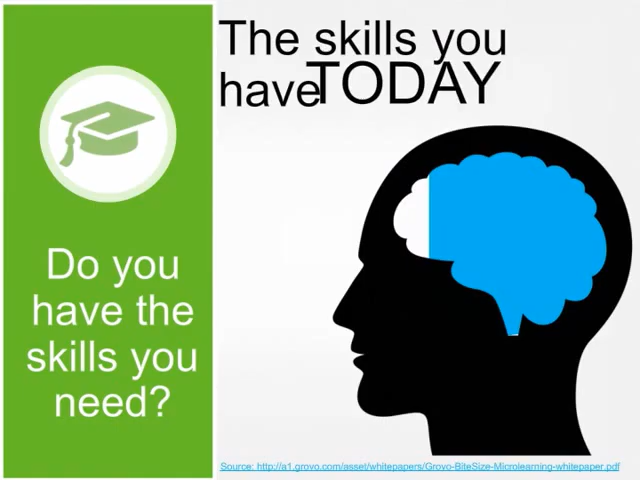 The skills you
have TODAY
Do you
have the
skills you
need?
Source: http://a1.grovo.com/asset/whitepapers/Grovo-BiteSize-Microlearning-whitepaper.pdf